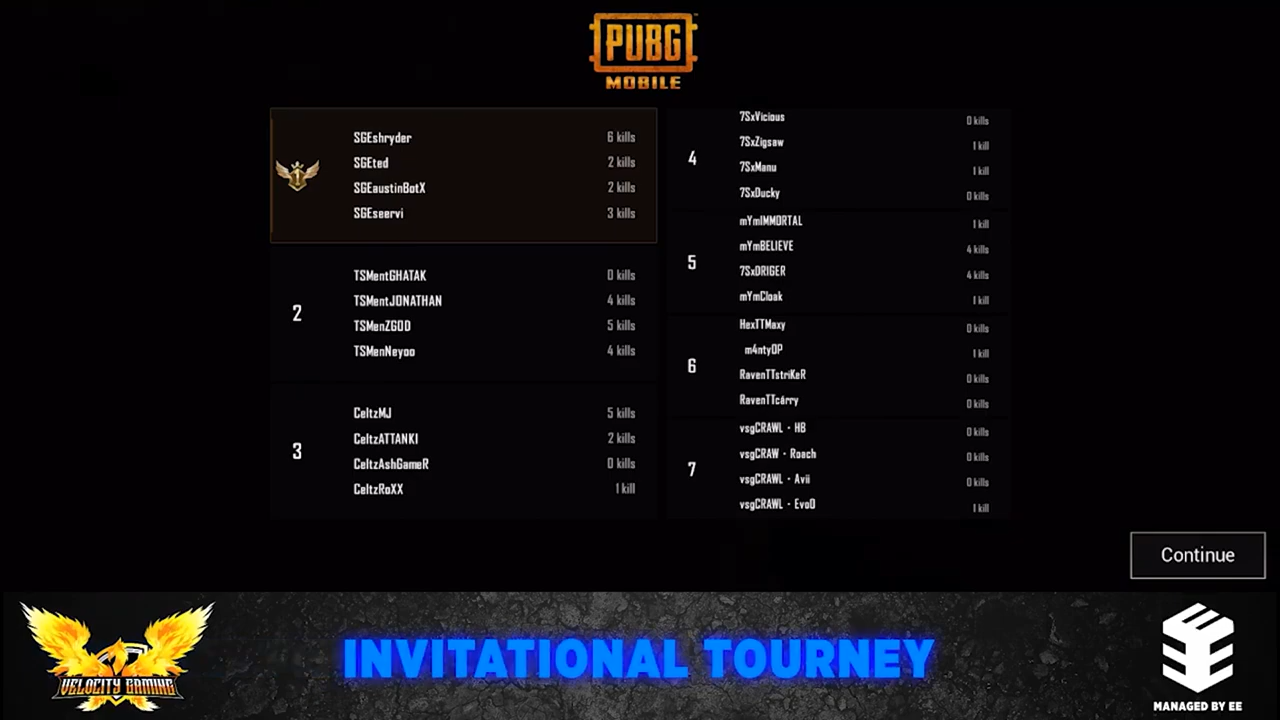 PUBG
MOBILE
1
SGEshryder 6 kills
SGEted 2 kills
SGEaustinBotX 2 kills
SGEseervi 3 kills
2
TSMentGHATAK 0 kills
TSMentJONATHAN 4 kills
TSMenZGOD 5 kills
TSMenNeyoo 4 kills
3
CeltzMJ 5 kills
CeltzATTANKI 2 kills
CeltzAshGameR 0 kills
CeltzRoXX 1 kill
4
7SxVicious 0 kills
7SxZigsaw 1 kill
7SxManu 1 kill
7SxDucky 0 kills
5
mYmIMMORTAL 1 kill
mYmBELIEVE 4 kills
7SxDRIGER 4 kills
mYmCloak 1 kill
6
HexTTMaxy 0 kills
m4ntyOP 1 kill
RavenTTstriKeR 0 kills
RavenTTcárry 0 kills
7
vsgCRAWL • HB 0 kills
vsgCRAW • Roach 0 kills
vsgCRAWL • Avii 0 kills
vsgCRAWL • EvoO 1 kill
Continue
VELOCITY GAMING
INVITATIONAL TOURNEY
MANAGED BY EE